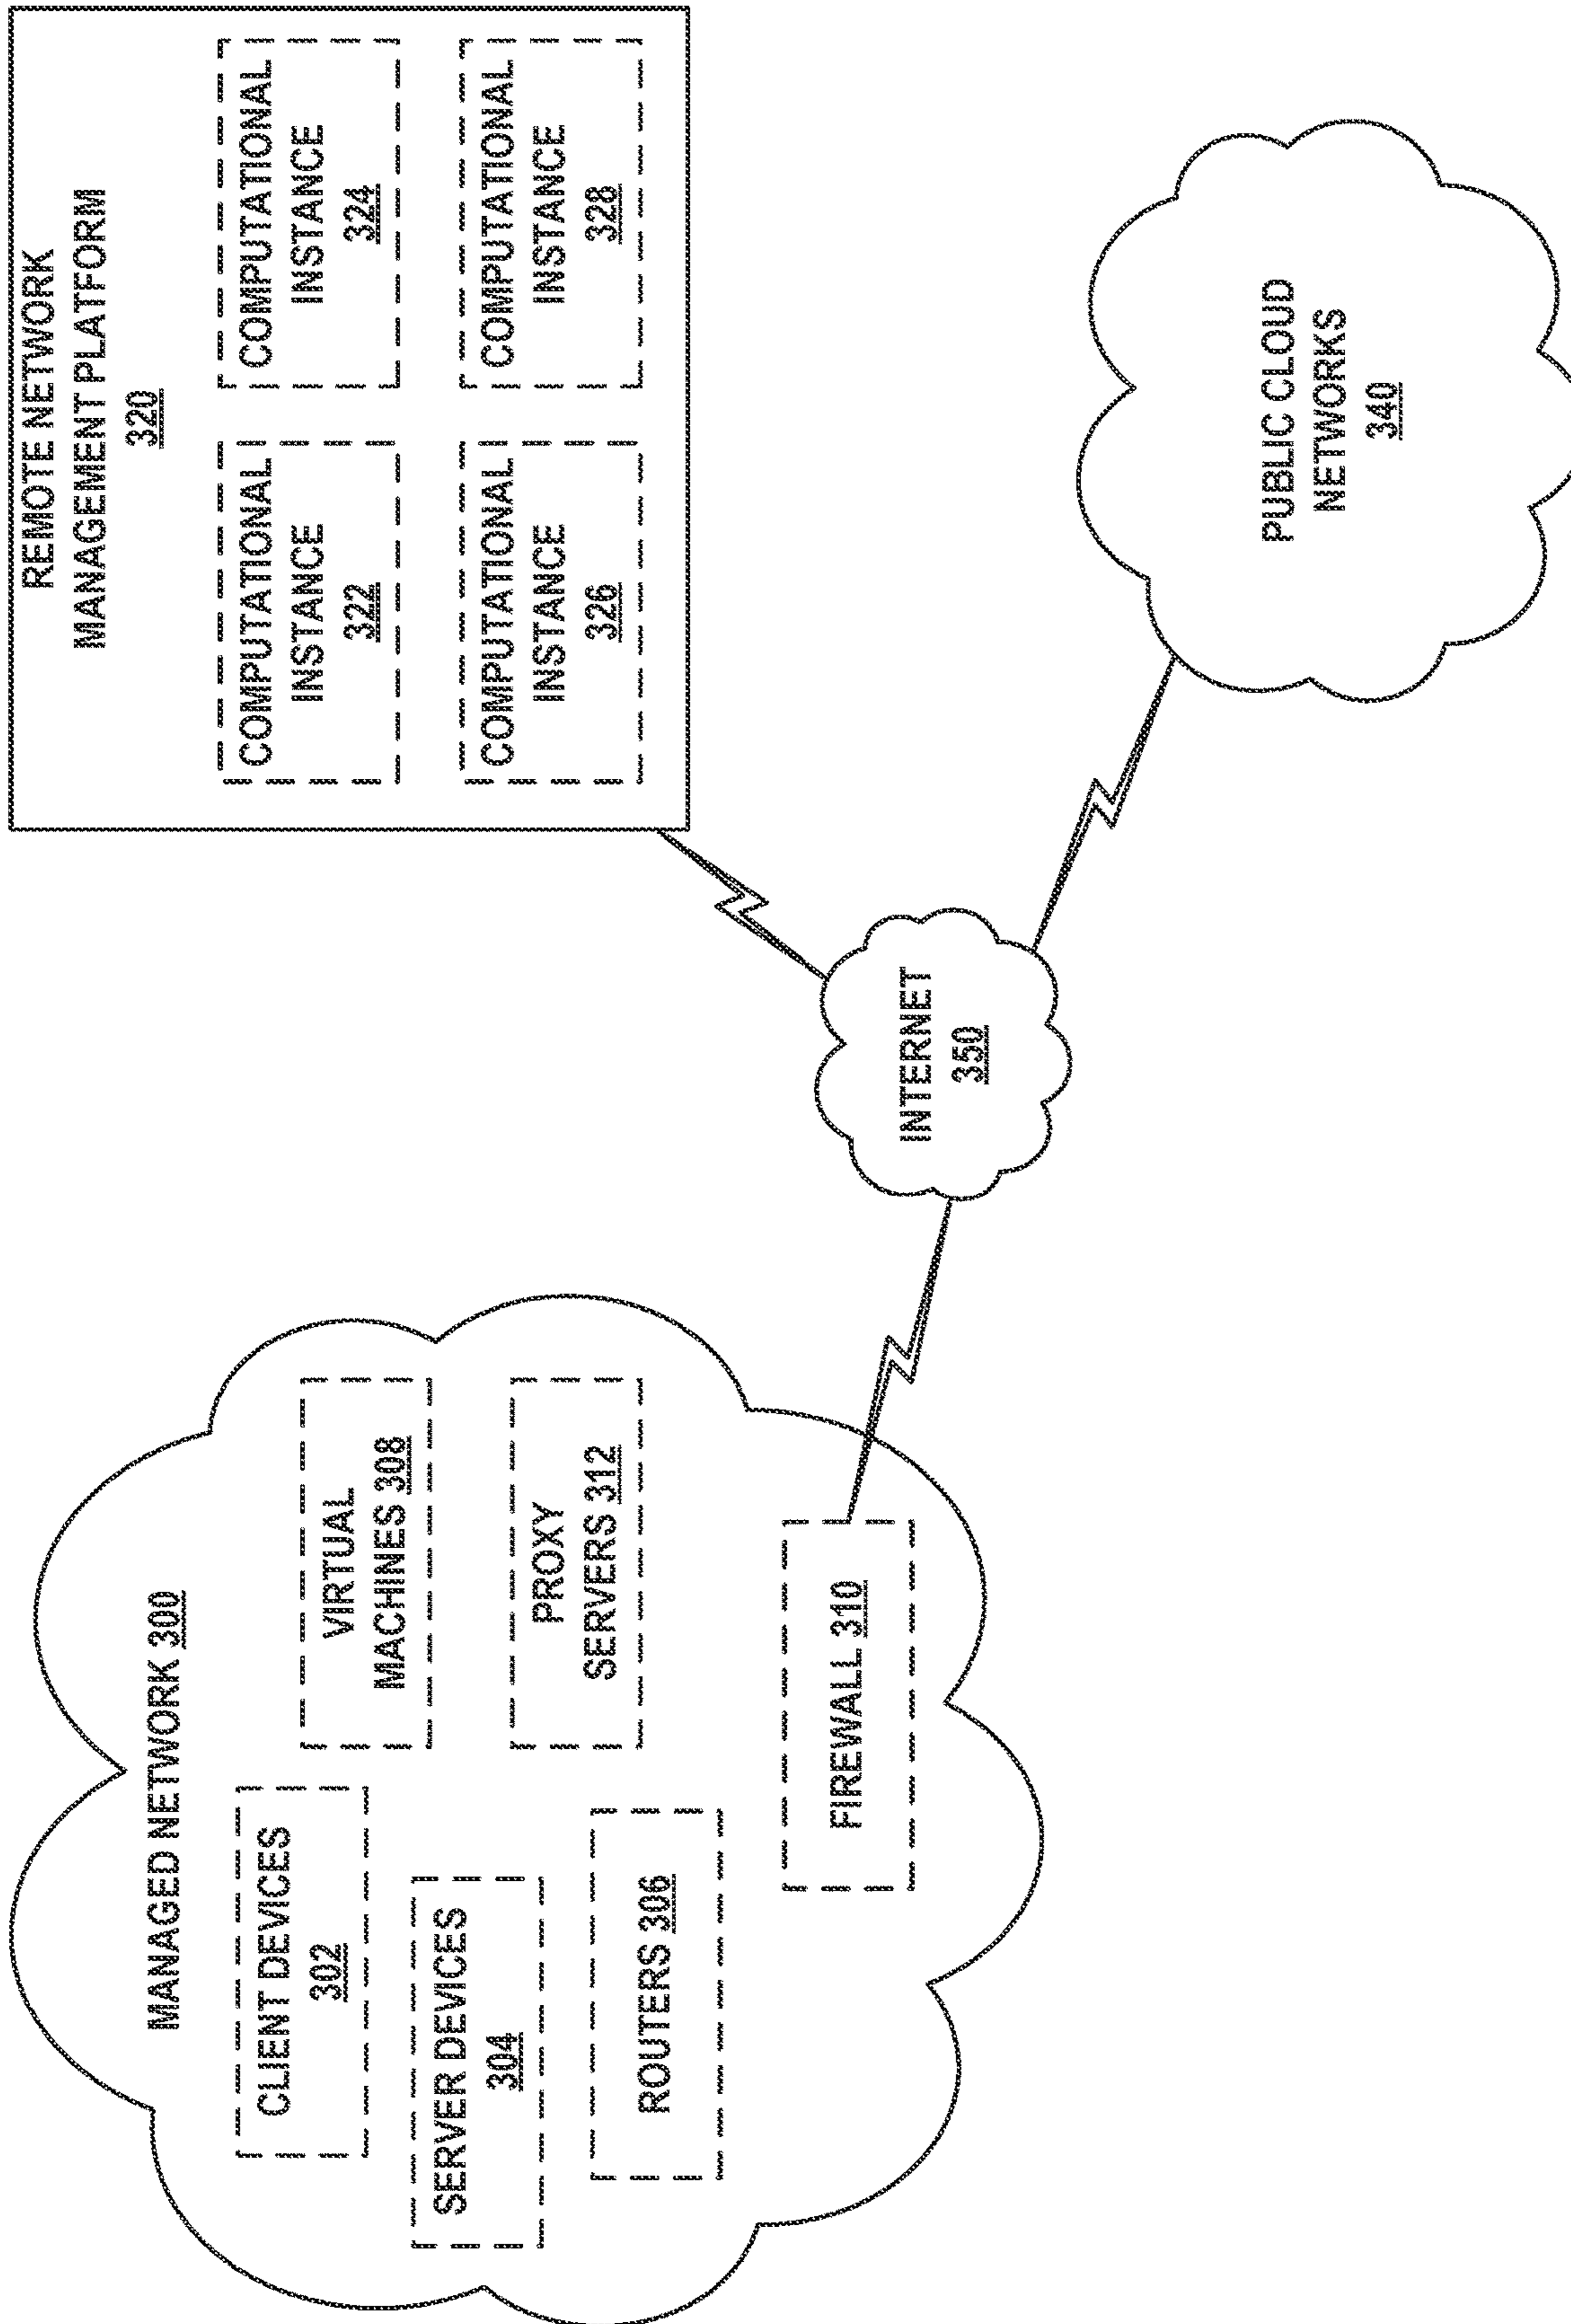 MANAGED NETWORK 300
CLIENT DEVICES
302
SERVER DEVICES
304
ROUTERS 306
VIRTUAL
MACHINES 308
PROXY
SERVERS 312
FIREWALL 310
INTERNET
350
REMOTE NETWORK
MANAGEMENT PLATFORM
320
COMPUTATIONAL
INSTANCE
322
COMPUTATIONAL
INSTANCE
324
COMPUTATIONAL
INSTANCE
326
COMPUTATIONAL
INSTANCE
328
PUBLIC CLOUD
NETWORKS
340